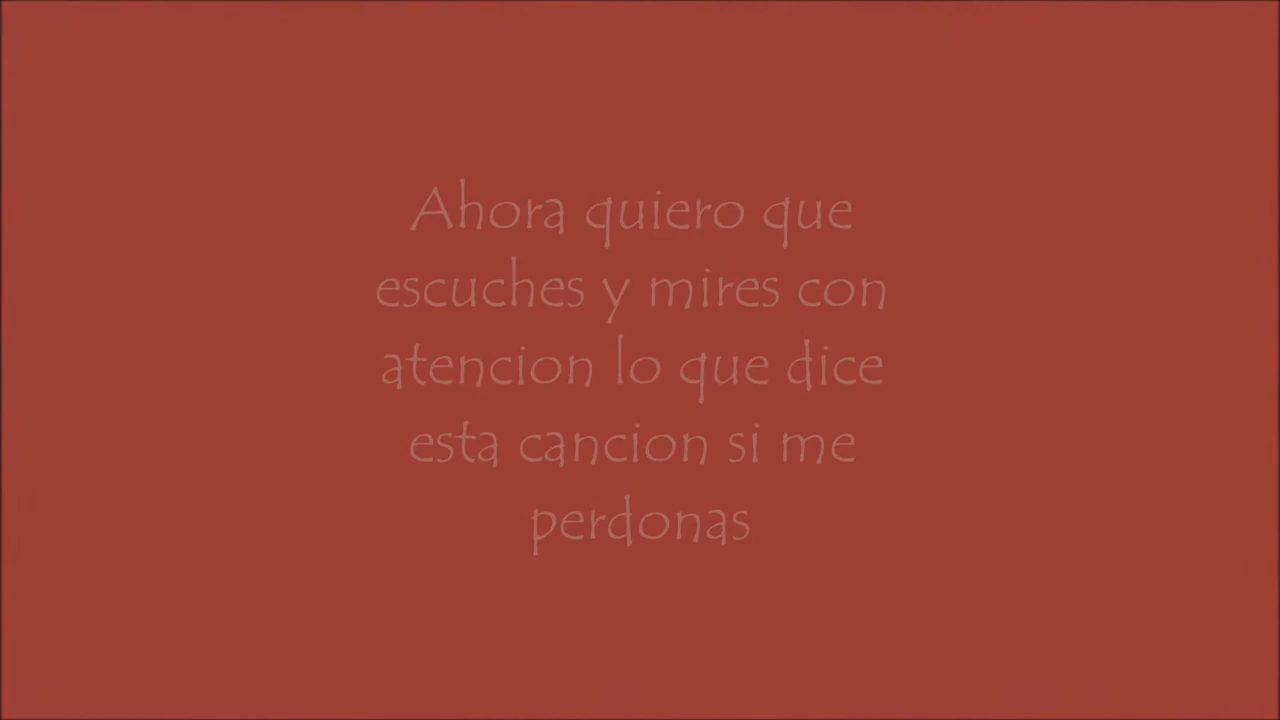 Ahora quiero que
escuches y mires con
atencion lo que dice
esta cancion si me
perdonas